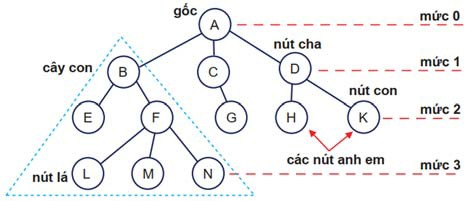 gốc
A
mức 0
cây con
B
C
nút cha
D
mức 1
nút con
E
F
G
H
K
mức 2
các nút anh em
nút lá
L
M
N
mức 3